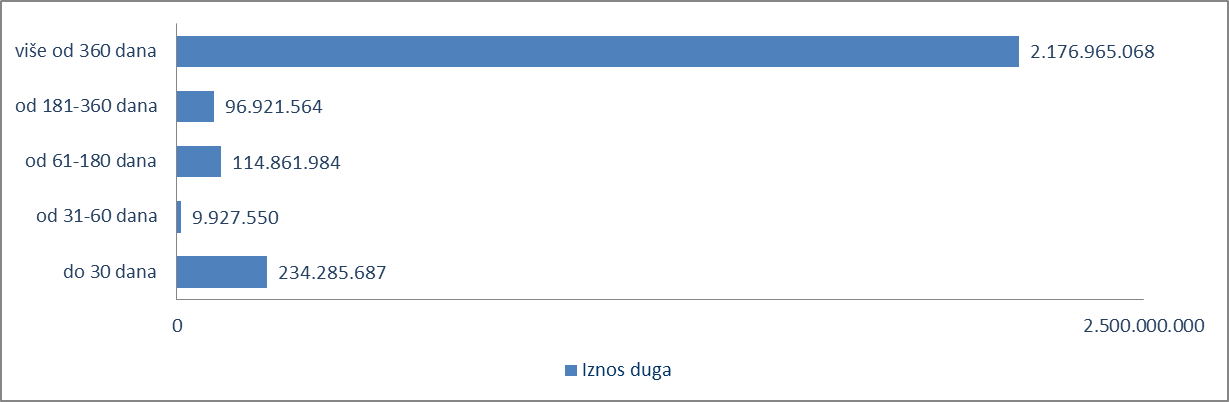 više od 360 dana 2.176.965.068
od 181-360 dana 96.921.564
od 61-180 dana 114.861.984
od 31-60 dana 9.927.550
do 30 dana 234.285.687
0 2.500.000.000
Iznos duga